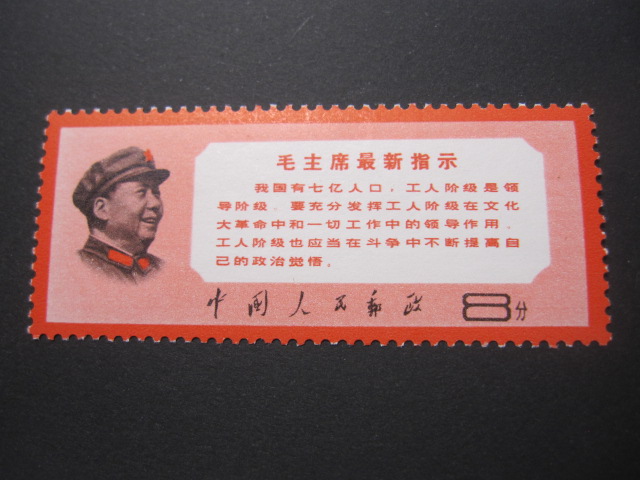 毛主席最新指示
我国有七亿人口，工人阶级是领
导阶级。要充分发挥工人阶级在文化
大革命中和一切工作中的领导作用。
工人阶级也应当在斗争中不断提高自
己的政治觉悟。
中国人民邮政 8分